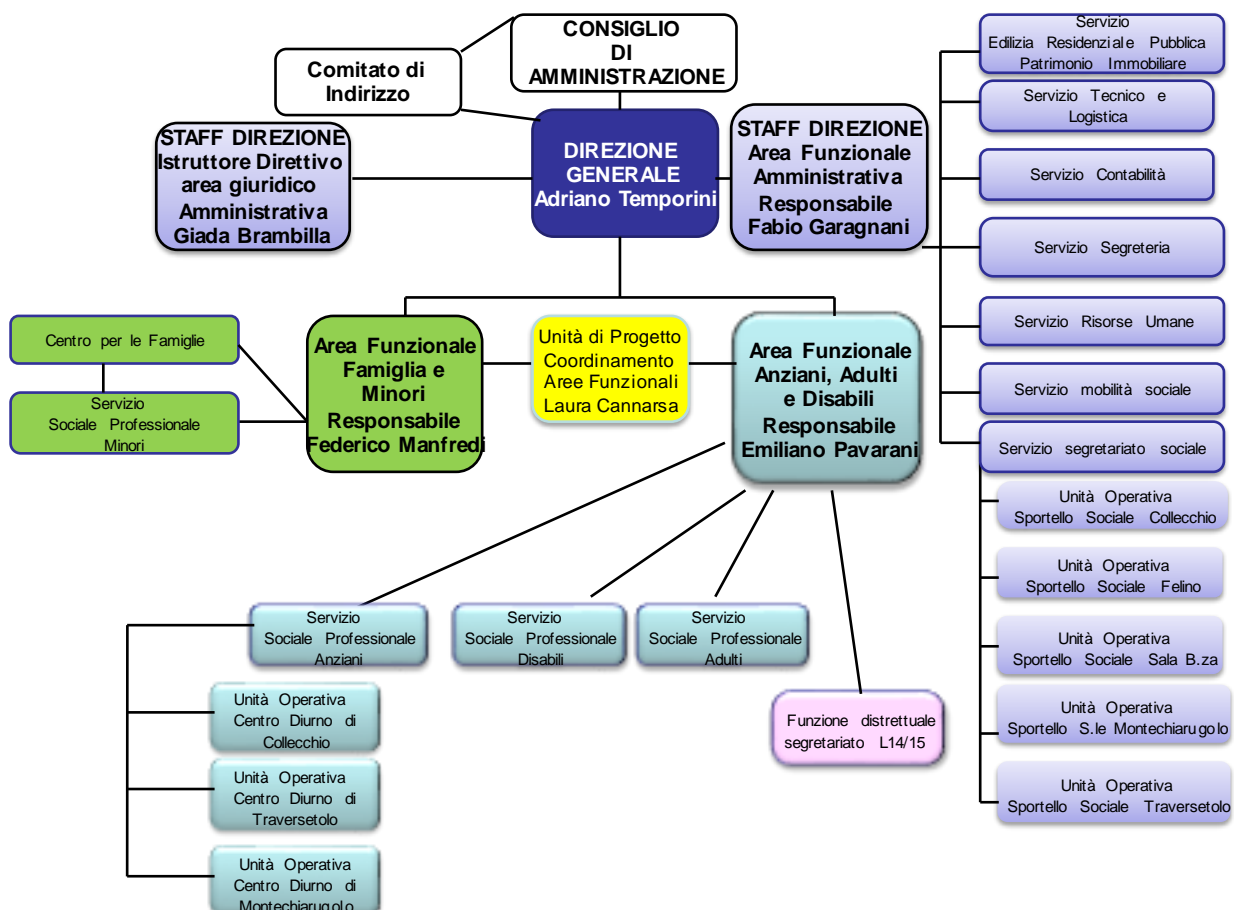 CONSIGLIO
DI
AMMINISTRAZIONE
Comitato di
Indirizzo
STAFF DIREZIONE
Istruttore Direttivo
area giuridico
Amministrativa
Giada Brambilla
DIREZIONE
GENERALE
Adriano Temporini
STAFF DIREZIONE
Area Funzionale
Amministrativa
Responsabile
Fabio Garagnani
Servizio
Edilizia Residenziale Pubblica
Patrimonio Immobiliare
Servizio Tecnico e
Logistica
Servizio Contabilità
Servizio Segreteria
Servizio Risorse Umane
Servizio mobilità sociale
Servizio segretariato sociale
Unità Operativa
Sportello Sociale Collecchio
Unità Operativa
Sportello Sociale Felino
Unità Operativa
Sportello Sociale Sala B.za
Unità Operativa
Sportello S.le Montechiarugolo
Unità Operativa
Sportello Sociale Traversetolo
Centro per le Famiglie
Servizio
Sociale Professionale
Minori
Area Funzionale
Famiglia e
Minori
Responsabile
Federico Manfredi
Unità di Progetto
Coordinamento
Aree Funzionali
Laura Cannarsa
Area Funzionale
Anziani, Adulti
e Disabili
Responsabile
Emiliano Pavarani
Servizio
Sociale Professionale
Anziani
Servizio
Sociale Professionale
Disabili
Servizio
Sociale Professionale
Adulti
Funzione distrettuale
segretariato L14/15
Unità Operativa
Centro Diurno di
Collecchio
Unità Operativa
Centro Diurno di
Traversetolo
Unità Operativa
Centro Diurno di
Montechiarugolo